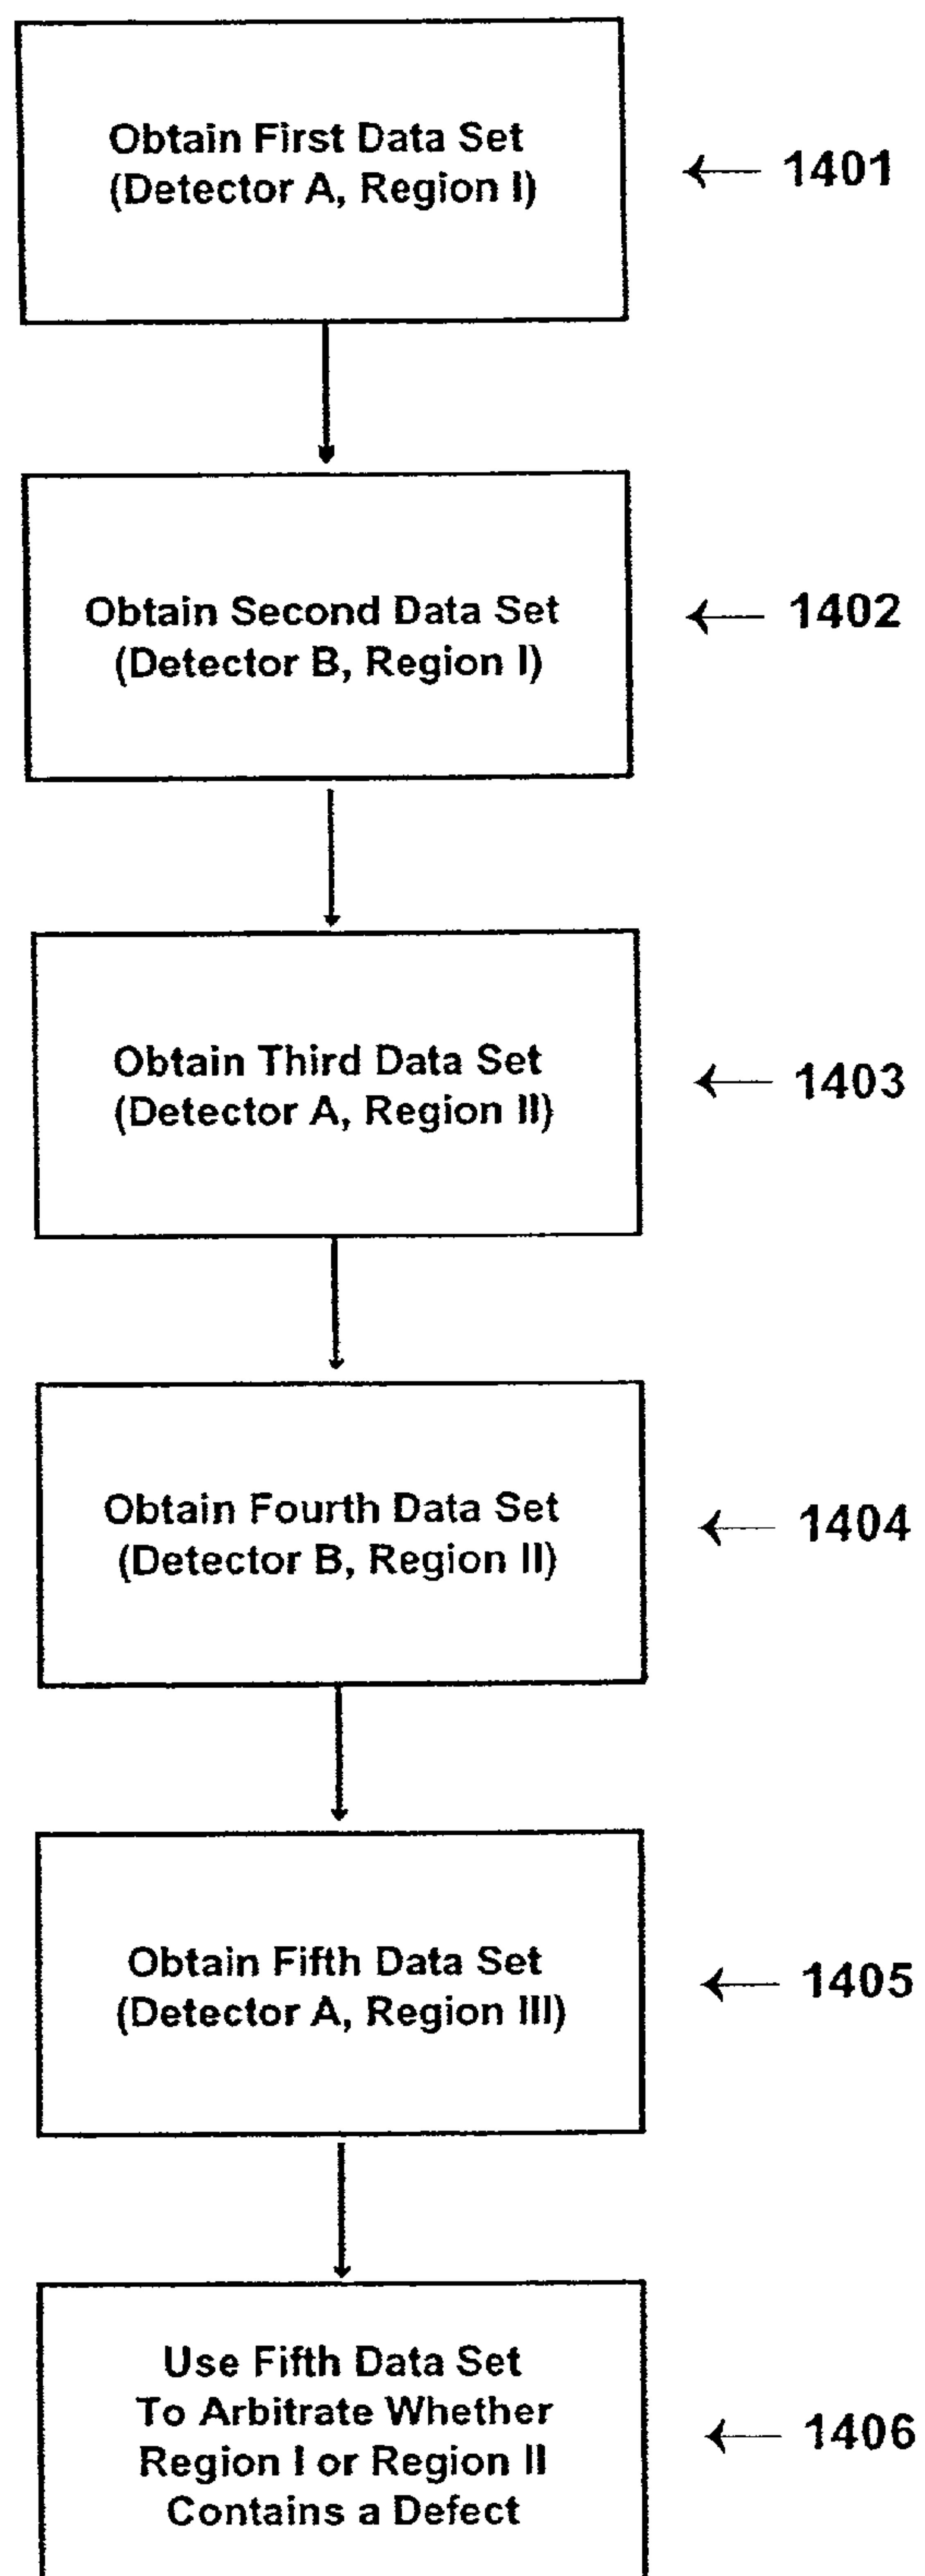 Obtain First Data Set
(Detector A, Region I)
1401
Obtain Second Data Set
(Detector B, Region I)
1402
Obtain Third Data Set
(Detector A, Region II)
1403
Obtain Fourth Data Set
(Detector B, Region II)
1404
Obtain Fifth Data Set
(Detector A, Region III)
1405
Use Fifth Data Set
To Arbitrate Whether
Region I or Region II
Contains a Defect
1406